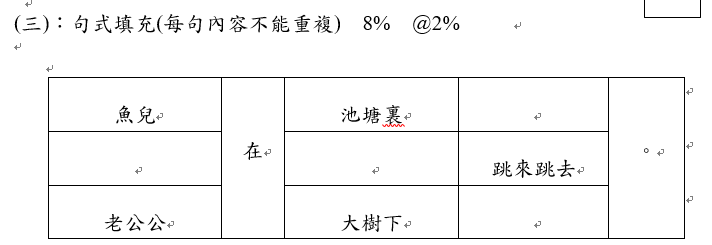 (三)：句式填充(每句內容不能重複)　8%　@2%
魚兒　池塘裏
在　跳來跳去　。
老公公　大樹下